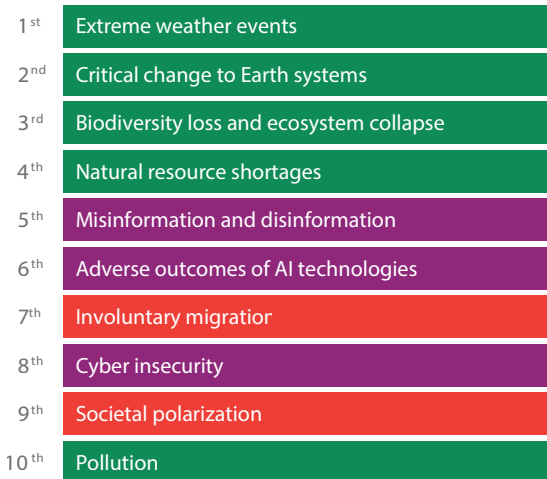 1st Extreme weather events
2nd Critical change to Earth systems
3rd Biodiversity loss and ecosystem collapse
4th Natural resource shortages
5th Misinformation and disinformation
6th Adverse outcomes of AI technologies
7th Involuntary migration
8th Cyber insecurity
9th Societal polarization
10th Pollution